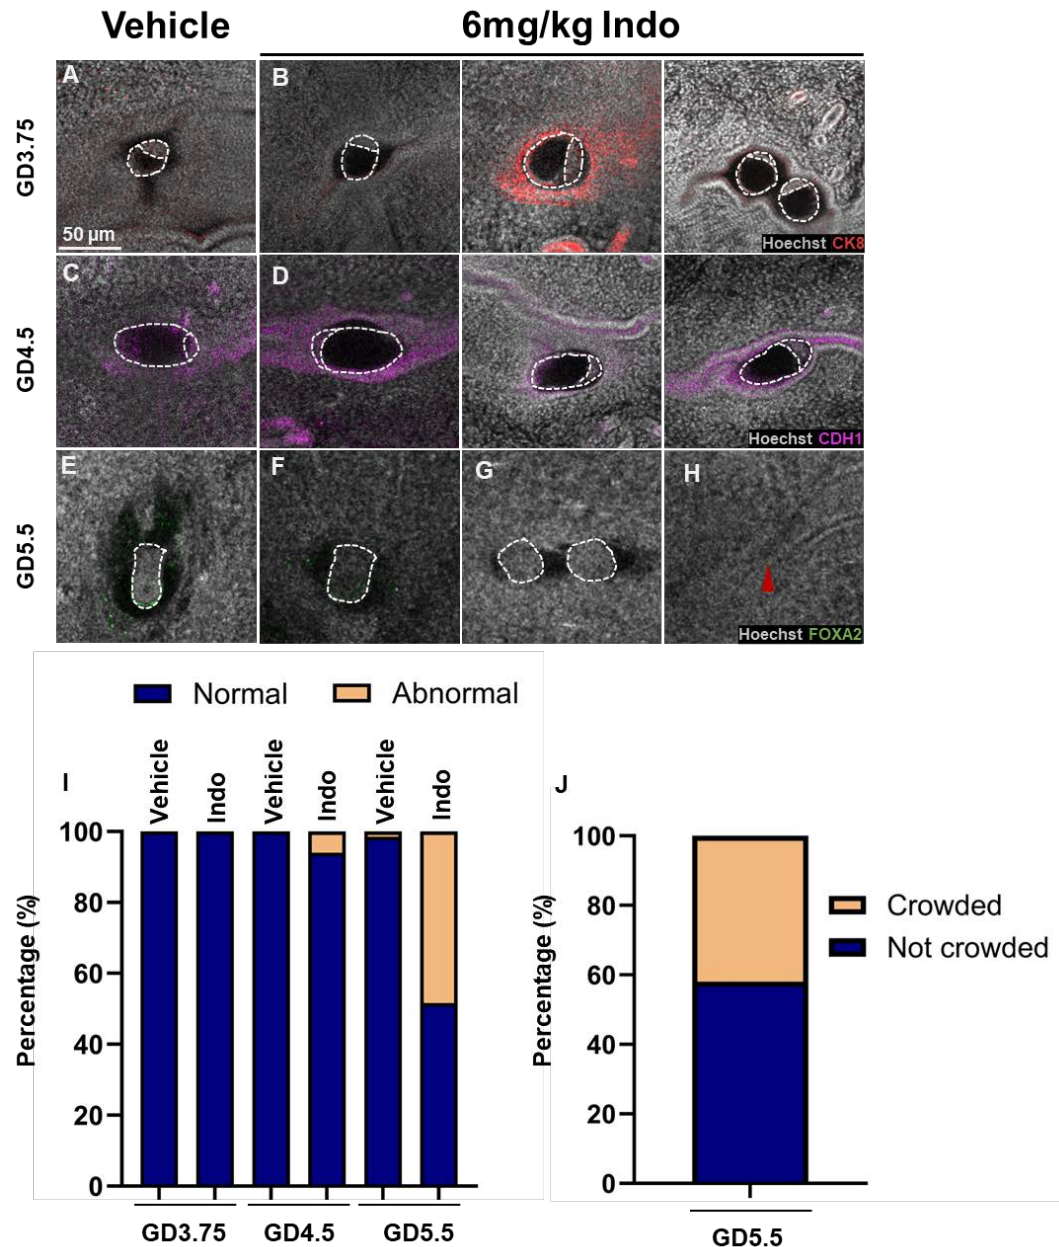 Vehicle
6mg/kg Indo
GD3.75
A
B
50 µm
Hoechst CK8
GD4.5
C
D
Hoechst CDH1
GD5.5
E
F
G
H
Hoechst FOXA2
Normal
Abnormal
I
Vehicle
Indo
Vehicle
Indo
Vehicle
Indo
Percentage (%)
100
80
60
40
20
0
GD3.75
GD4.5
GD5.5
J
Percentage (%)
100
80
60
40
20
0
Crowded
Not crowded
GD5.5